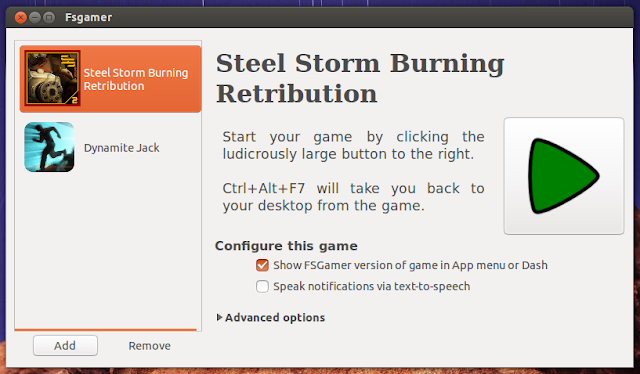 Fsgamer
Steel Storm Burning
Retribution
2
Dynamite Jack
Add
Remove
Steel Storm Burning
Retribution
Start your game by clicking the
ludicrously large button to the right.
Ctrl+Alt+F7 will take you back to
your desktop from the game.
Configure this game
Show FSGamer version of game in App menu or Dash
Speak notifications via text-to-speech
Advanced options